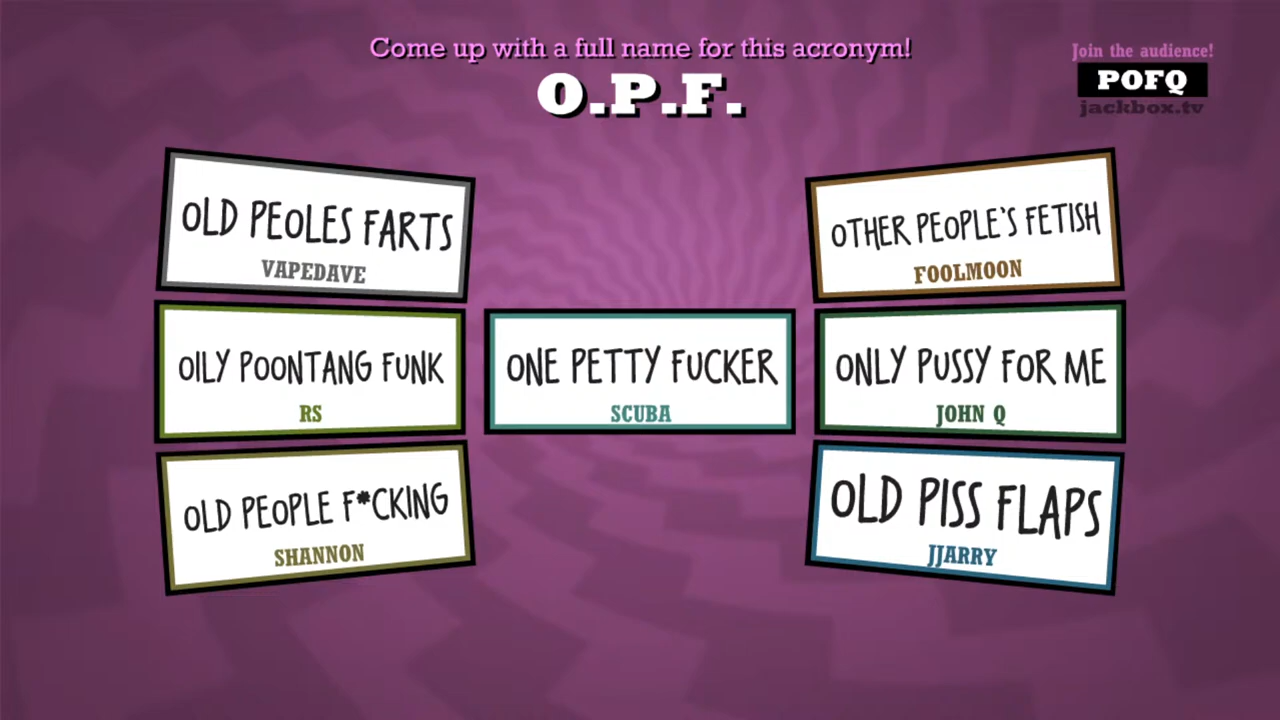 Come up with a full name for this acronym!
O.P.F.
Join the audience!
POFQ
jackbox.tv
OLD PEOLES FARTS
VAPEDAVE
OILY POONTANG FUNK
RS
OLD PEOPLE F*CKING
SHANNON
ONE PETTY FUCKER
SCUBA
OTHER PEOPLE'S FETISH
FOOLMOON
ONLY PUSSY FOR ME
JOHN Q
OLD PISS FLAPS
JJARRY